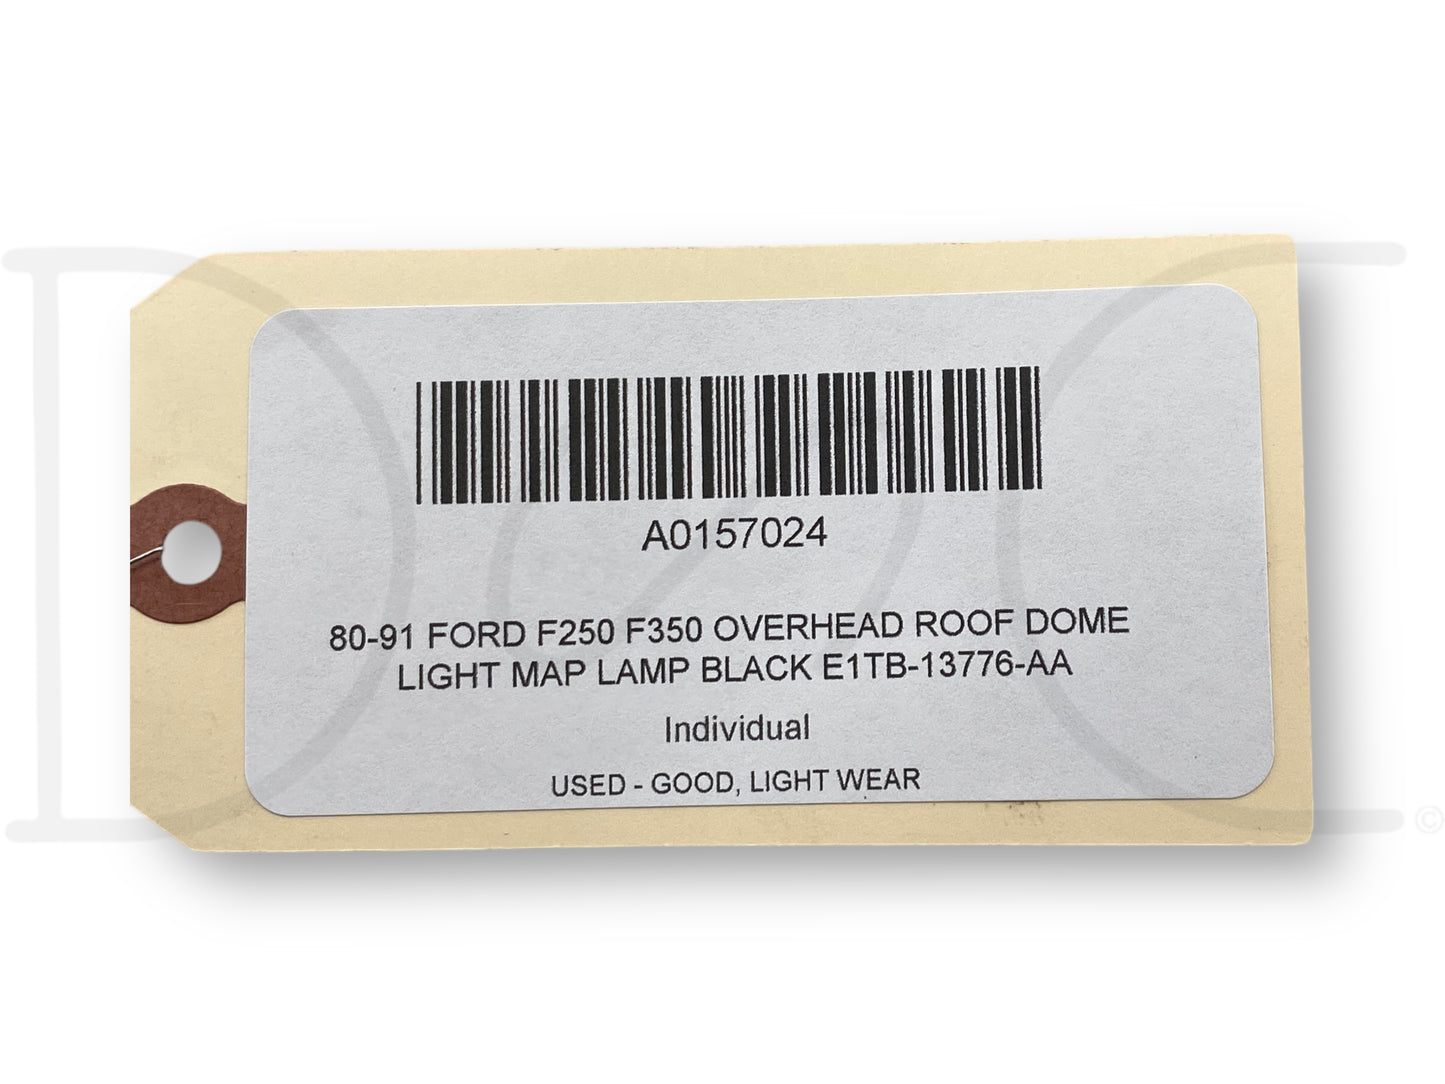 A0157024
80-91 FORD F250 F350 OVERHEAD ROOF DOME
LIGHT MAP LAMP BLACK E1TB-13776-AA
Individual
USED - GOOD, LIGHT WEAR
©